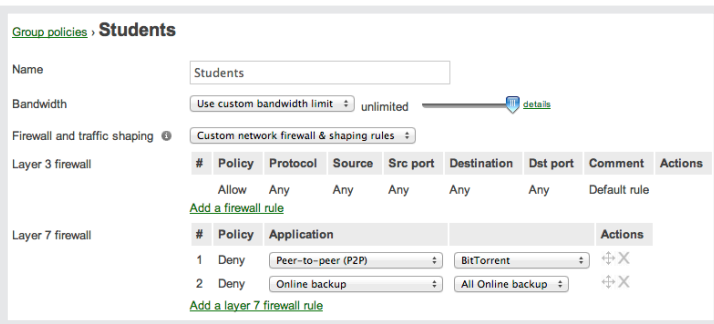 Group policies › Students
Name Students
Bandwidth Use custom bandwidth limit unlimited details
Firewall and traffic shaping i Custom network firewall & shaping rules
Layer 3 firewall # Policy Protocol Source Src port Destination Dst port Comment Actions
Allow Any Any Any Any Any Default rule
Add a firewall rule
Layer 7 firewall # Policy Application Actions
1 Deny Peer-to-peer (P2P) BitTorrent X
2 Deny Online backup All Online backup X
Add a layer 7 firewall rule